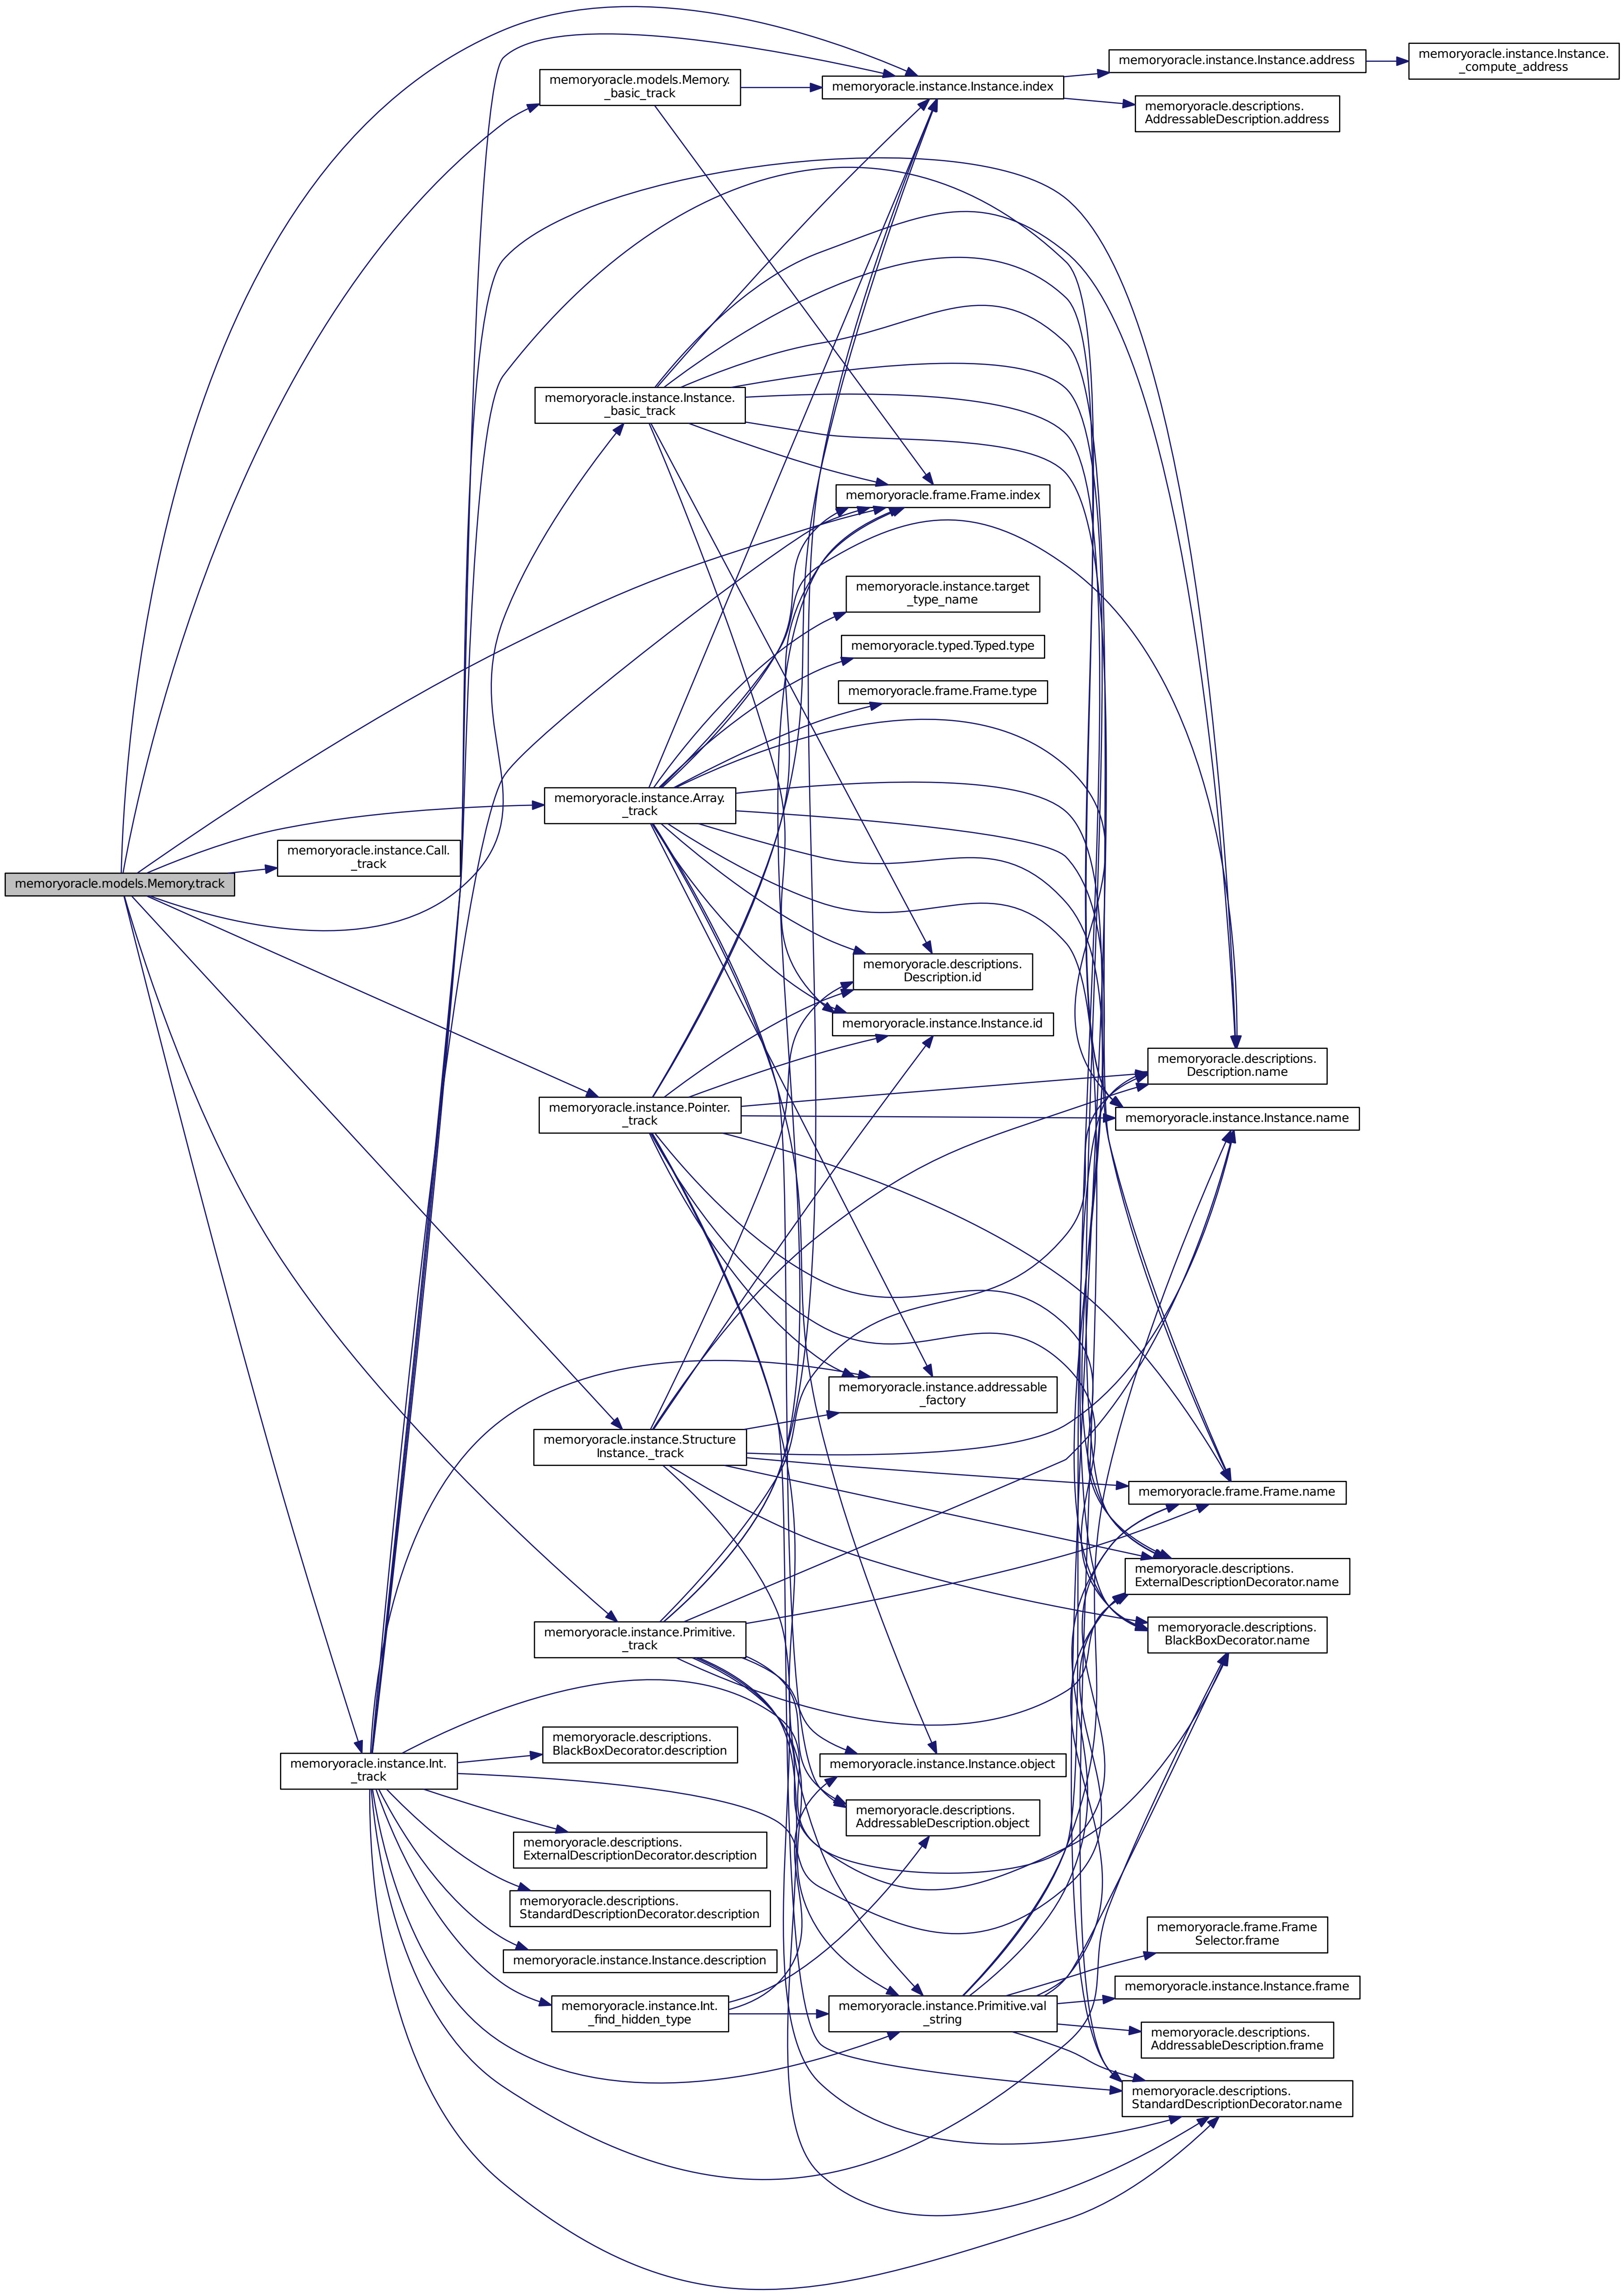 memoryoracle.instance.Instance.
_compute_address
memoryoracle.instance.Instance.address
memoryoracle.models.Memory.
_basic_track
memoryoracle.instance.Instance.index
memoryoracle.descriptions.
AddressableDescription.address
memoryoracle.instance.Instance.
_basic_track
memoryoracle.frame.Frame.index
memoryoracle.instance.target
_type_name
memoryoracle.typed.Typed.type
memoryoracle.frame.Frame.type
memoryoracle.instance.Array.
_track
memoryoracle.instance.Call.
_track
memoryoracle.models.Memory.track
memoryoracle.descriptions.
Description.id
memoryoracle.instance.Instance.id
memoryoracle.descriptions.
Description.name
memoryoracle.instance.Pointer.
_track
memoryoracle.instance.Instance.name
memoryoracle.instance.addressable
_factory
memoryoracle.instance.Structure
Instance._track
memoryoracle.frame.Frame.name
memoryoracle.descriptions.
ExternalDescriptionDecorator.name
memoryoracle.instance.Primitive.
_track
memoryoracle.descriptions.
BlackBoxDecorator.name
memoryoracle.descriptions.
BlackBoxDecorator.description
memoryoracle.instance.Int.
_track
memoryoracle.instance.Instance.object
memoryoracle.descriptions.
AddressableDescription.object
memoryoracle.descriptions.
ExternalDescriptionDecorator.description
memoryoracle.descriptions.
StandardDescriptionDecorator.description
memoryoracle.frame.Frame
Selector.frame
memoryoracle.instance.Instance.description
memoryoracle.instance.Instance.frame
memoryoracle.instance.Int.
_find_hidden_type
memoryoracle.instance.Primitive.val
_string
memoryoracle.descriptions.
AddressableDescription.frame
memoryoracle.descriptions.
StandardDescriptionDecorator.name